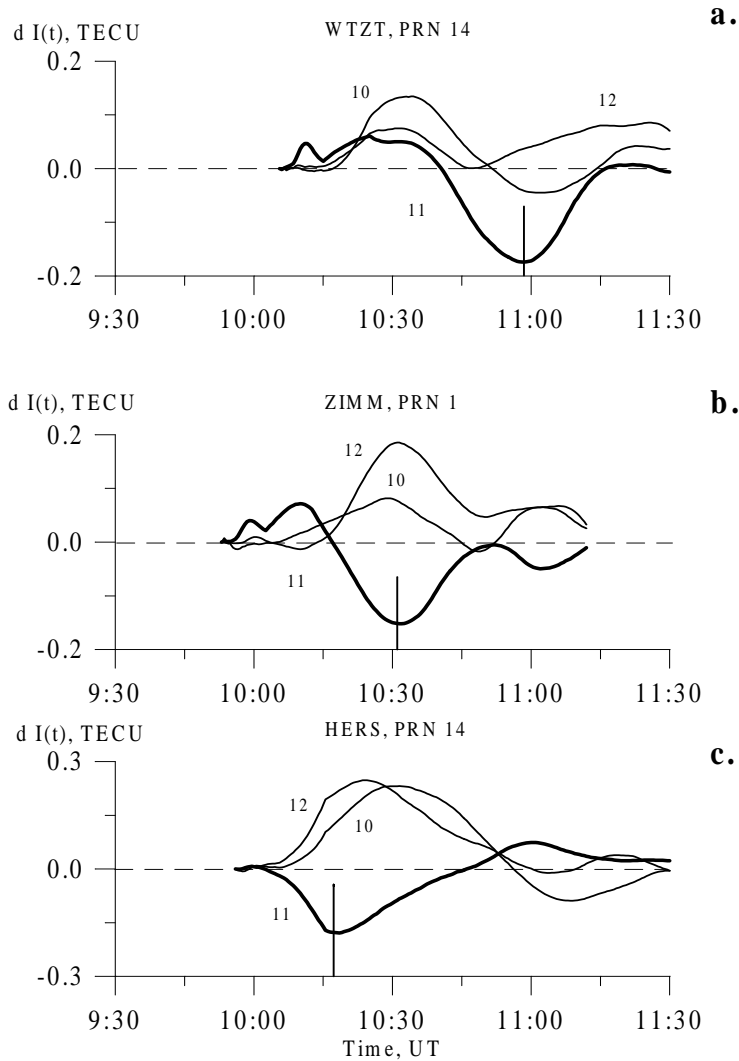 a.
d I(t), TECU WTZT, PRN 14
0.2
10
12
0.0
11
-0.2
9:30 10:00 10:30 11:00 11:30
d I(t), TECU ZIMM, PRN 1 b.
0.2
12
10
0.0
11
-0.2
9:30 10:00 10:30 11:00 11:30
d I(t), TECU HERS, PRN 14
c.
0.3
12
10
0.0
11
-0.3
9:30 10:00 10:30 11:00 11:30
Time, UT